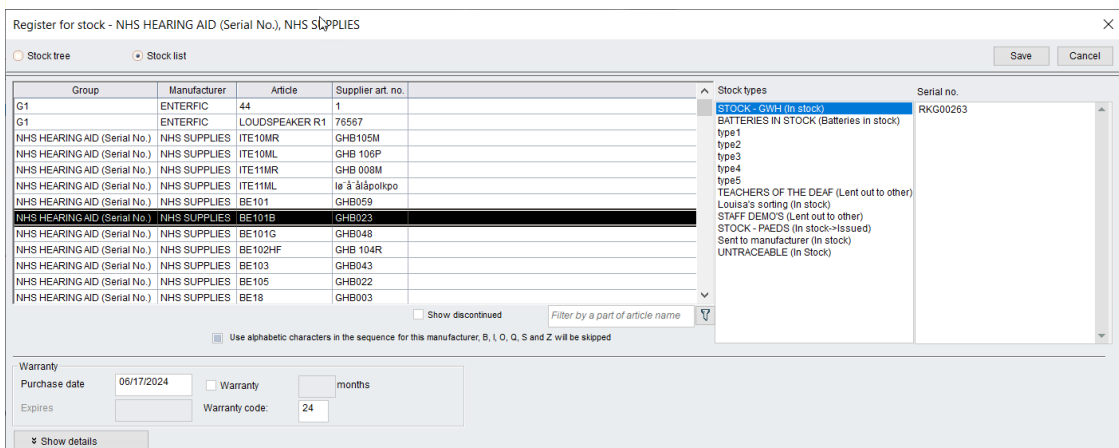 Register for stock - NHS HEARING AID (Serial No.), NHS SUPPLIES
Stock tree Stock list Save Cancel
Group Manufacturer Article Supplier art. no.
G1 ENTERFIC 44 1
G1 ENTERFIC LOUDSPEAKER R1 76567
NHS HEARING AID (Serial No.) NHS SUPPLIES ITE10MR GHB105M
NHS HEARING AID (Serial No.) NHS SUPPLIES ITE10ML GHB 106P
NHS HEARING AID (Serial No.) NHS SUPPLIES ITE11MR GHB 008M
NHS HEARING AID (Serial No.) NHS SUPPLIES ITE11ML lø¨å¨ålåpolkpo
NHS HEARING AID (Serial No.) NHS SUPPLIES BE101 GHB059
NHS HEARING AID (Serial No.) NHS SUPPLIES BE101B GHB023
NHS HEARING AID (Serial No.) NHS SUPPLIES BE101G GHB048
NHS HEARING AID (Serial No.) NHS SUPPLIES BE102HF GHB 104R
NHS HEARING AID (Serial No.) NHS SUPPLIES BE103 GHB043
NHS HEARING AID (Serial No.) NHS SUPPLIES BE105 GHB022
NHS HEARING AID (Serial No.) NHS SUPPLIES BE18 GHB003
Show discontinued Filter by a part of article name
Use alphabetic characters in the sequence for this manufacturer, B, I, O, Q, S and Z will be skipped
Stock types
STOCK - GWH (In stock)
BATTERIES IN STOCK (Batteries in stock)
type1
type2
type3
type4
type5
TEACHERS OF THE DEAF (Lent out to other)
Louisa's sorting (In stock)
STAFF DEMO'S (Lent out to other)
STOCK - PAEDS (In stock->Issued)
Sent to manufacturer (In stock)
UNTRACEABLE (In Stock)
Serial no.
RKG00263
Warranty
Purchase date 06/17/2024 Warranty months
Expires Warranty code: 24
Show details